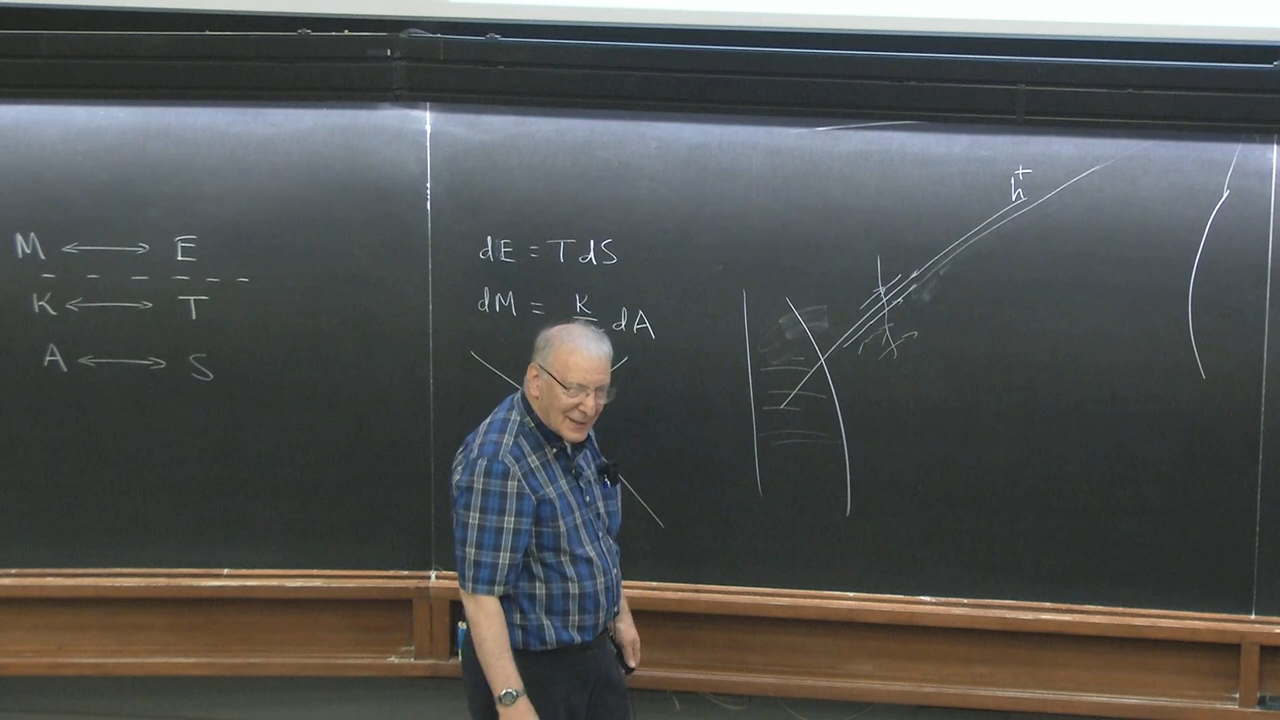 M ⟷ E
K ⟷ T
A ⟷ S
dE = TdS
dM = K dA
h+